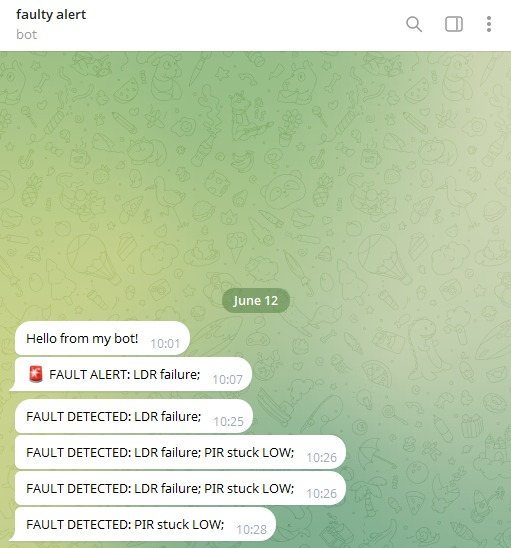 faulty alert
bot
June 12
Hello from my bot! 10:01
🚨 FAULT ALERT: LDR failure; 10:07
FAULT DETECTED: LDR failure; 10:25
FAULT DETECTED: LDR failure; PIR stuck LOW; 10:26
FAULT DETECTED: LDR failure; PIR stuck LOW; 10:26
FAULT DETECTED: PIR stuck LOW; 10:28